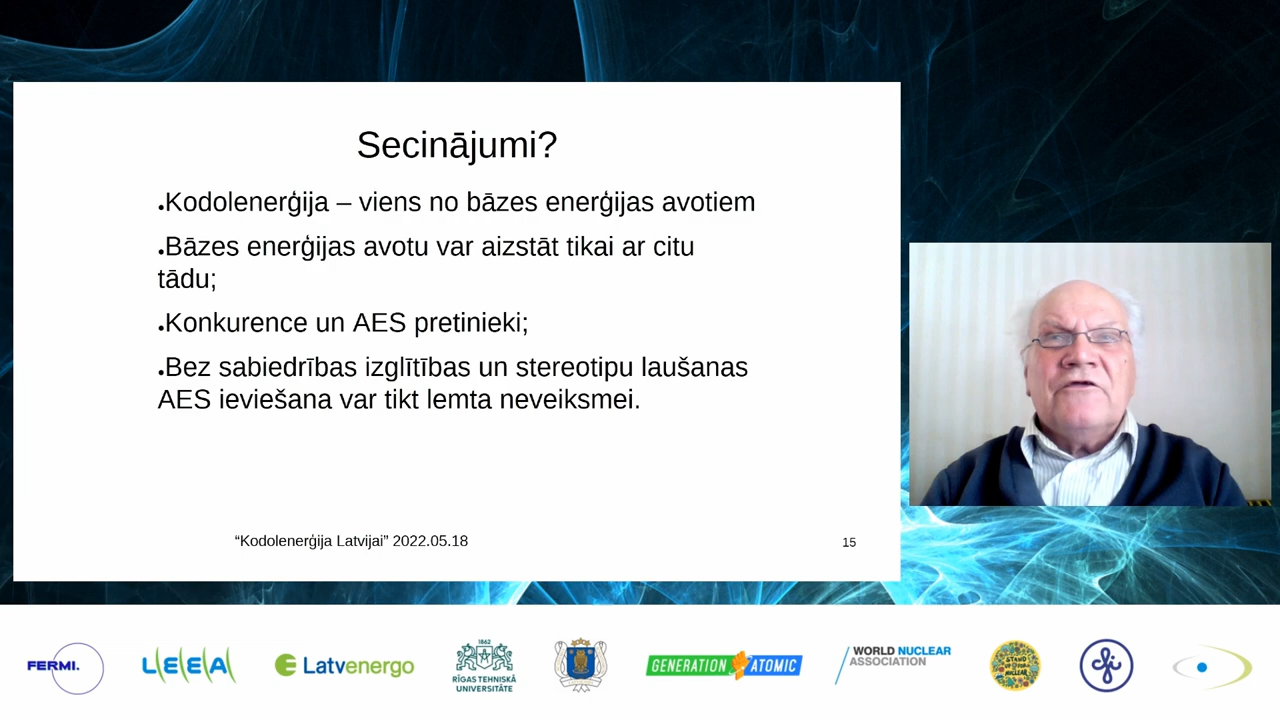 Secinājumi?
•Kodolenerģija – viens no bāzes enerģijas avotiem
•Bāzes enerģijas avotu var aizstāt tikai ar citu
tādu;
•Konkurence un AES pretinieki;
•Bez sabiedrības izglītības un stereotipu laušanas
AES ieviešana var tikt lemta neveiksmei.
“Kodolenerģija Latvijai” 2022.05.18
15
FERMI.
LEEA
Latvenergo
1862
RĪGAS TEHNISKĀ
UNIVERSITĀTE
GENERATION ATOMIC
WORLD NUCLEAR
ASSOCIATION
STAND
NUCLEAR